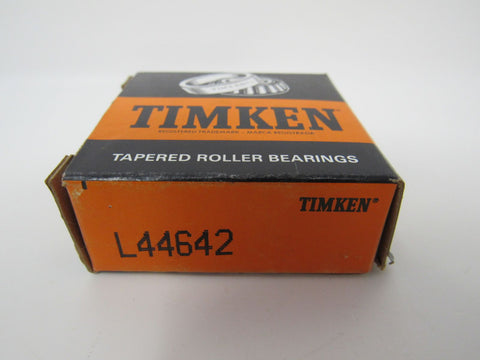 TIMKEN
REGISTERED TRADEMARK - MARCA REGISTRADA
TAPERED ROLLER BEARINGS
TIMKEN®
L44642